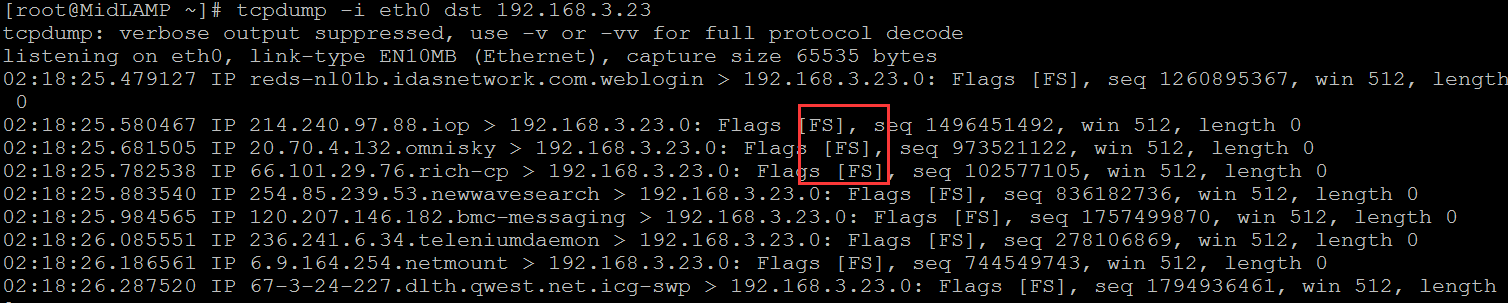 [root@MidLAMP ~]# tcpdump -i eth0 dst 192.168.3.23
tcpdump: verbose output suppressed, use -v or -vv for full protocol decode
listening on eth0, link-type EN10MB (Ethernet), capture size 65535 bytes
02:18:25.479127 IP reds-nl01b.idasnetwork.com.weblogin > 192.168.3.23.0: Flags [FS], seq 1260895367, win 512, length
 0
02:18:25.580467 IP 214.240.97.88.iop > 192.168.3.23.0: Flags [FS], seq 1496451492, win 512, length 0
02:18:25.681505 IP 20.70.4.132.omnisky > 192.168.3.23.0: Flags [FS], seq 973521122, win 512, length 0
02:18:25.782538 IP 66.101.29.76.rich-cp > 192.168.3.23.0: Flags [FS], seq 102577105, win 512, length 0
02:18:25.883540 IP 254.85.239.53.newwavesearch > 192.168.3.23.0: Flags [FS], seq 836182736, win 512, length 0
02:18:25.984565 IP 120.207.146.182.bmc-messaging > 192.168.3.23.0: Flags [FS], seq 1757499870, win 512, length 0
02:18:26.085551 IP 236.241.6.34.teleniumdaemon > 192.168.3.23.0: Flags [FS], seq 278106869, win 512, length 0
02:18:26.186561 IP 6.9.164.254.netmount > 192.168.3.23.0: Flags [FS], seq 744549743, win 512, length 0
02:18:26.287520 IP 67-3-24-227.dlth.qwest.net.icg-swp > 192.168.3.23.0: Flags [FS], seq 1794936461, win 512, length